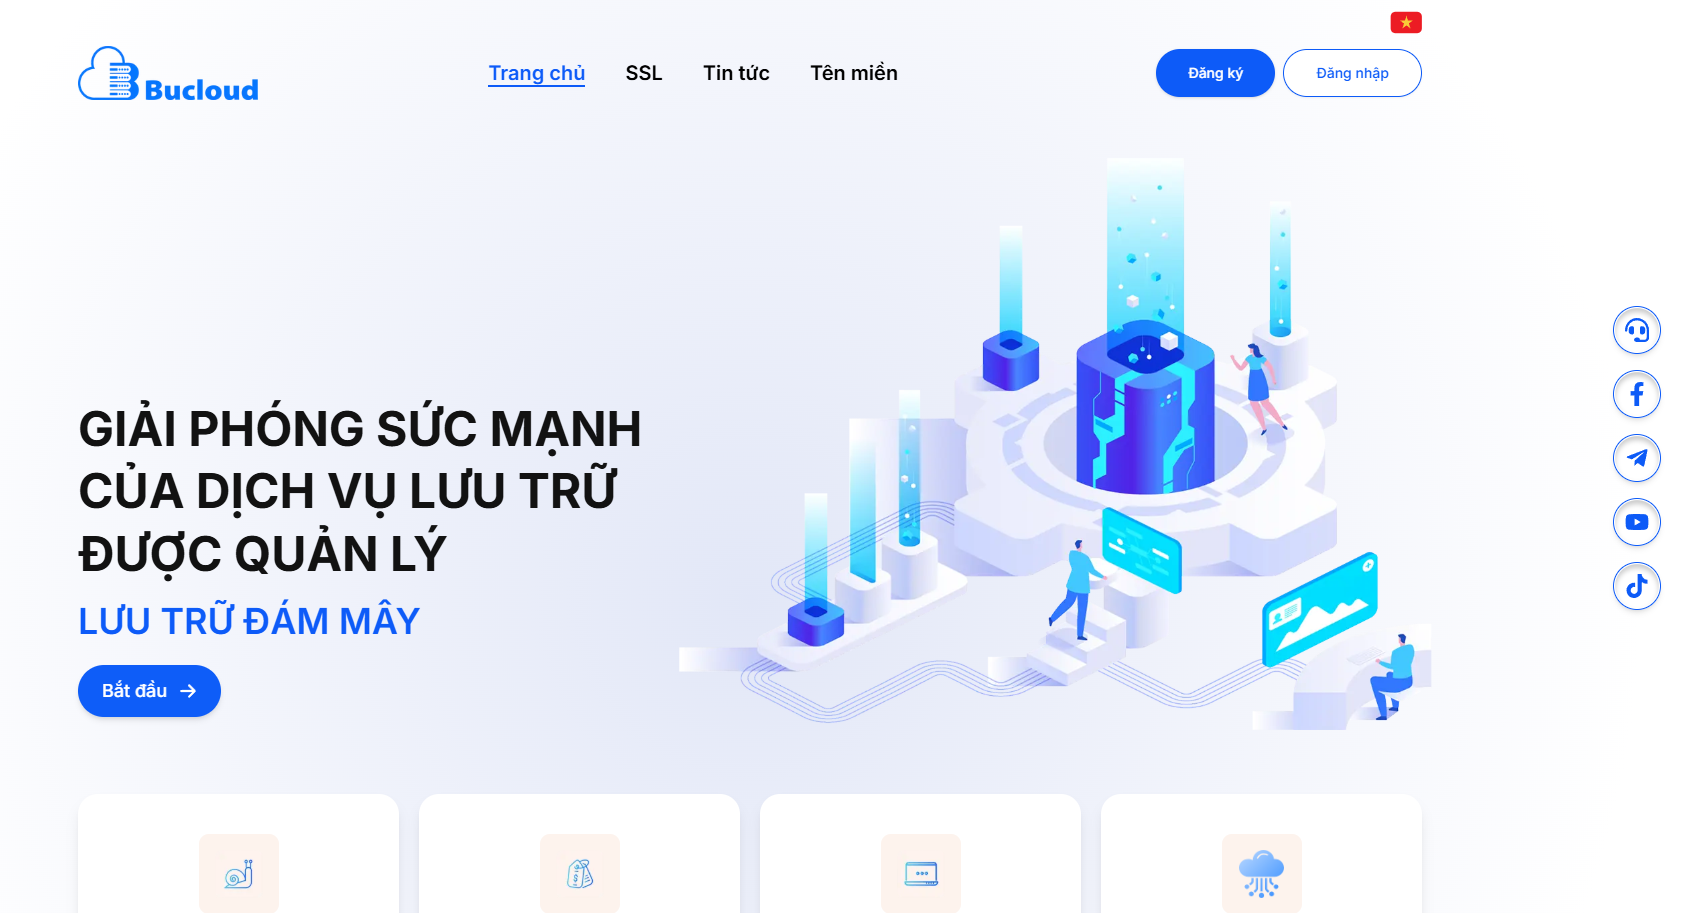 Bucloud
Trang chủ
SSL
Tin tức
Tên miền
Đăng ký
Đăng nhập
GIẢI PHÓNG SỨC MẠNH
CỦA DỊCH VỤ LƯU TRỮ
ĐƯỢC QUẢN LÝ
LƯU TRỮ ĐÁM MÂY
Bắt đầu